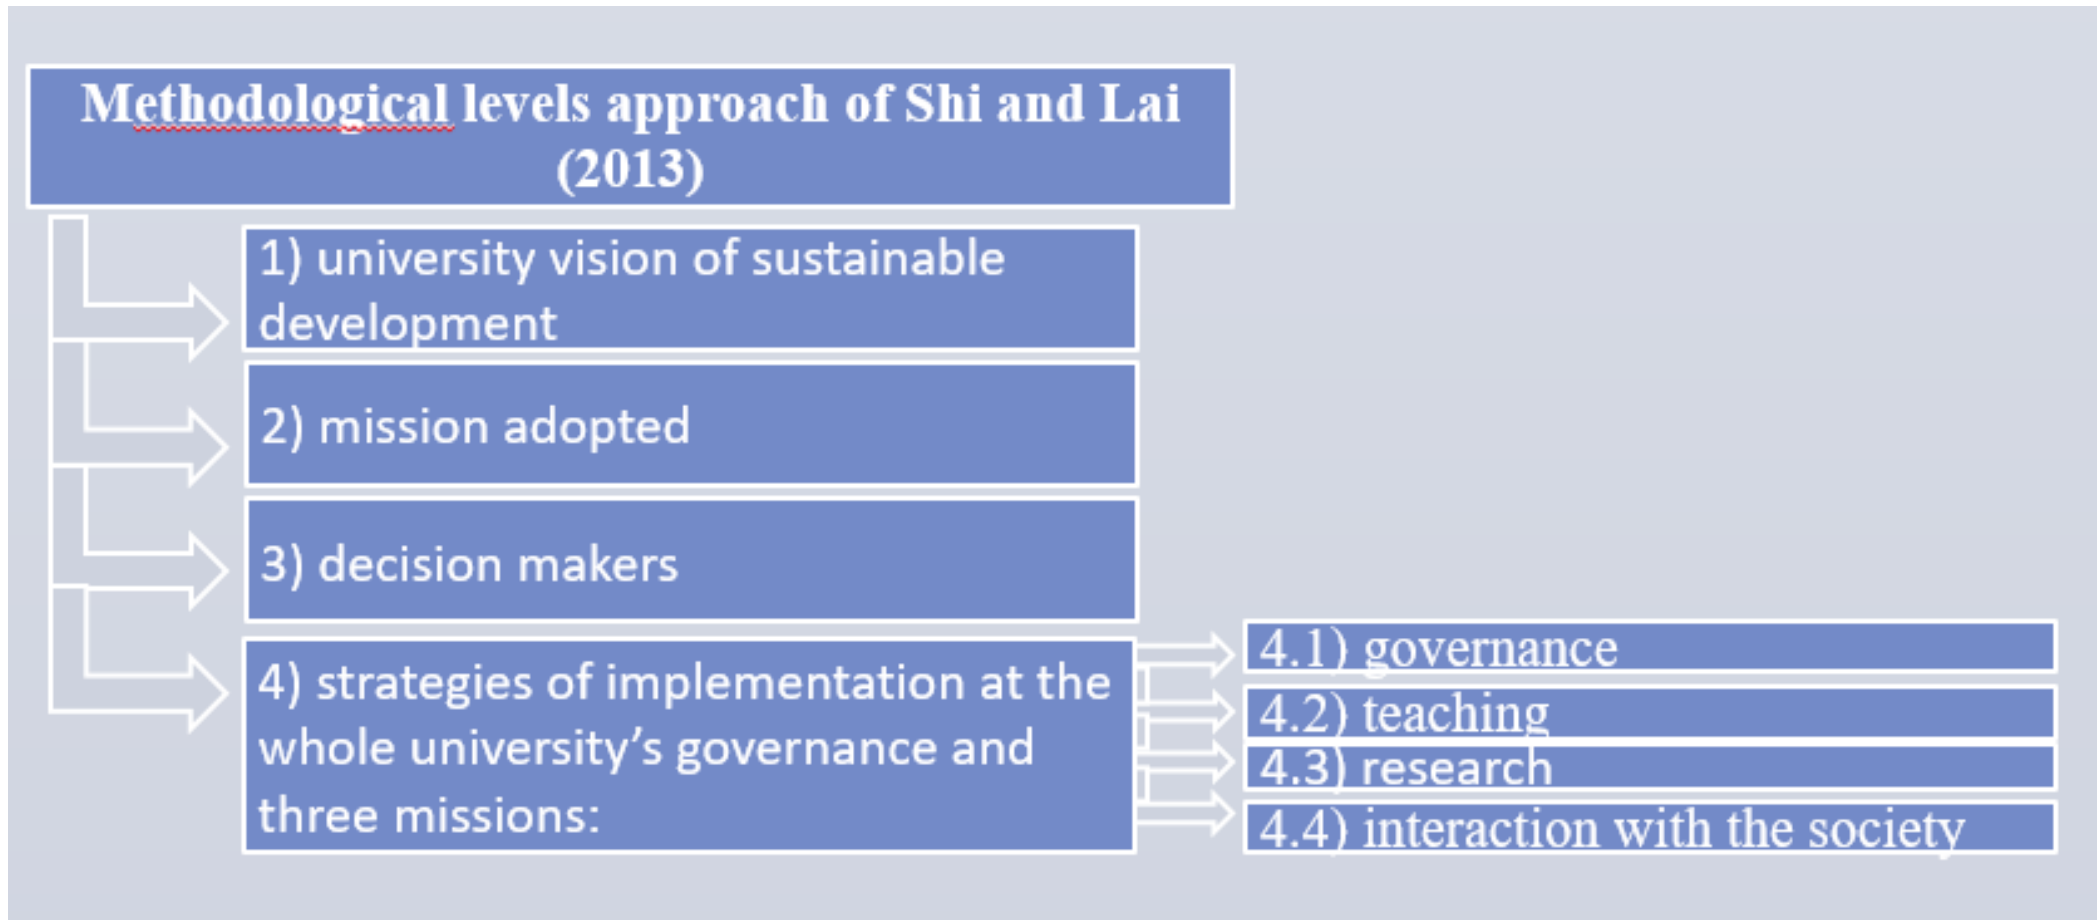 Methodological levels approach of Shi and Lai
(2013)
1) university vision of sustainable
development
2) mission adopted
3) decision makers
4) strategies of implementation at the
whole university’s governance and
three missions:
4.1) governance
4.2) teaching
4.3) research
4.4) interaction with the society